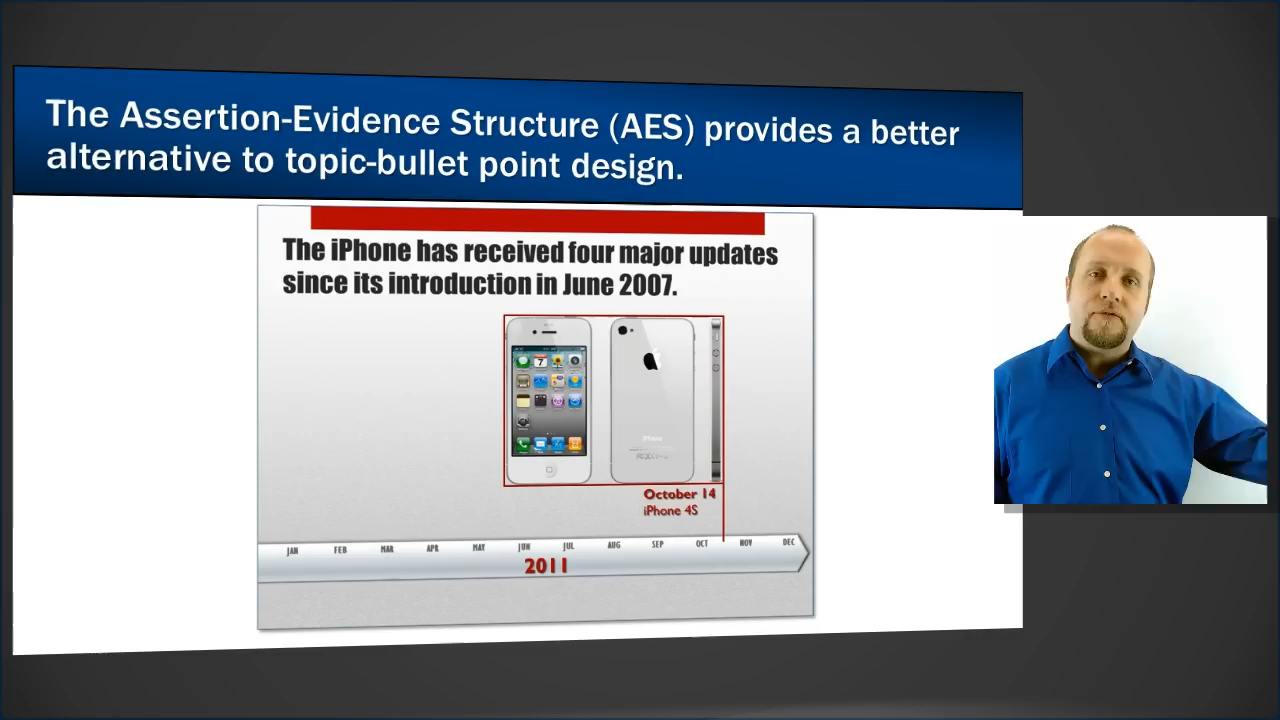 The Assertion-Evidence Structure (AES) provides a better
alternative to topic-bullet point design.
The iPhone has received four major updates
since its introduction in June 2007.
7
iPhone
October 14
iPhone 4S
JAN FEB MAR APR MAY JUN JUL AUG SEP OCT NOV DEC
2011